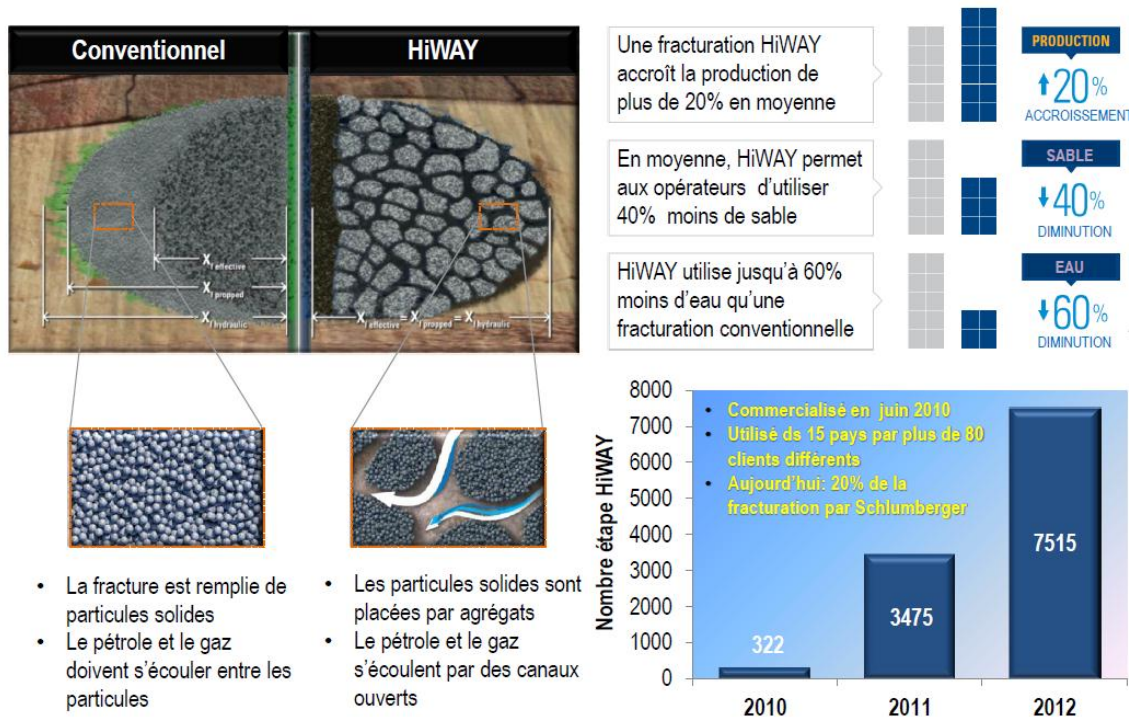 Conventionnel
HiWAY
X f effective
X f propped
X f hydraulic
X f effective = X f propped = X f hydraulic
• La fracture est remplie de
particules solides
• Le pétrole et le gaz
doivent s’écouler entre les
particules
• Les particules solides sont
placées par agrégats
• Le pétrole et le gaz
s’écoulent par des canaux
ouverts
Une fracturation HiWAY
accroît la production de
plus de 20% en moyenne
PRODUCTION
20%
ACCROISSEMENT
En moyenne, HiWAY permet
aux opérateurs d’utiliser
40% moins de sable
SABLE
40%
DIMINUTION
HiWAY utilise jusqu’à 60%
moins d’eau qu’une
fracturation conventionnelle
EAU
60%
DIMINUTION
Nombre étape HiWAY
8000
7000
6000
5000
4000
3000
2000
1000
0
• Commercialisé en juin 2010
• Utilisé ds 15 pays par plus de 80
clients différents
• Aujourd’hui: 20% de la
fracturation par Schlumberger
322
3475
7515
2010
2011
2012